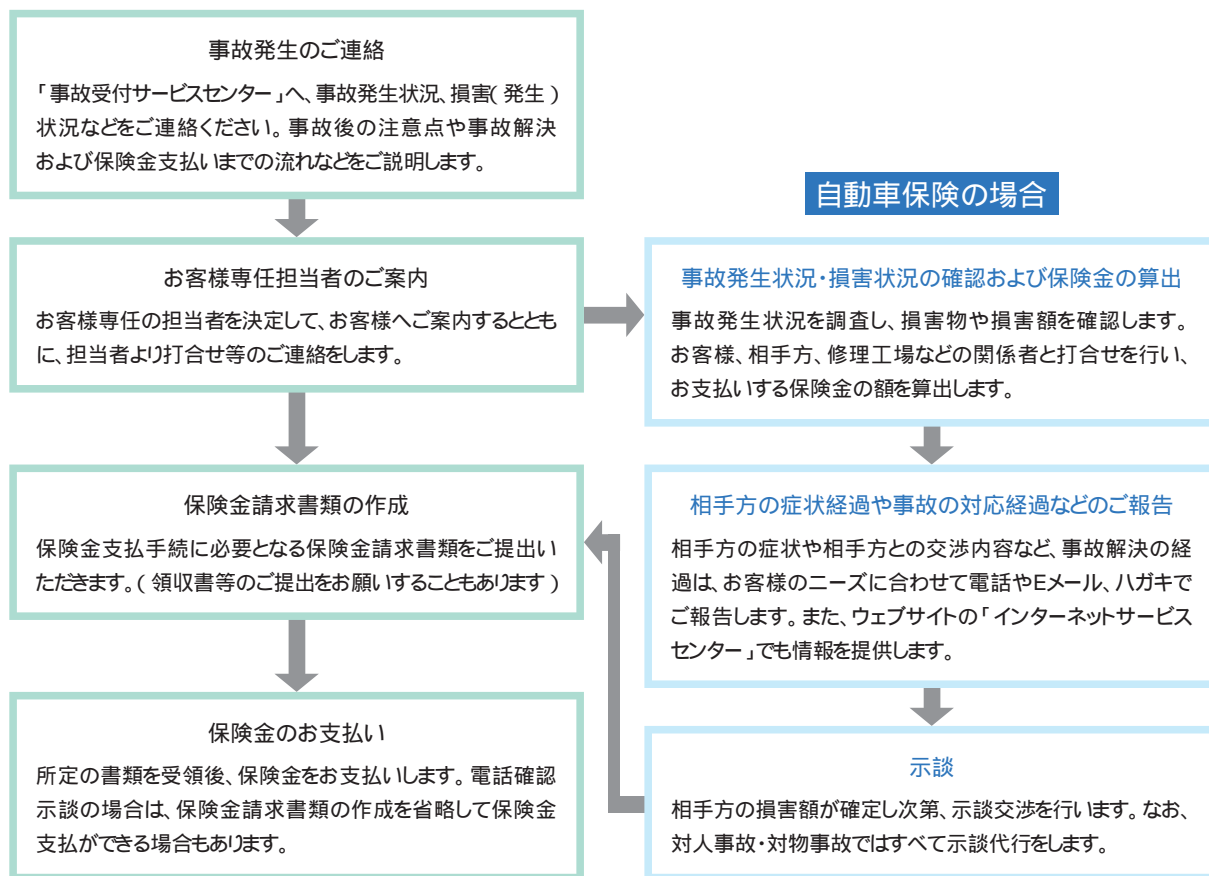 事故発生のご連絡
「事故受付サービスセンター」へ、事故発生状況、損害(発生)
状況などをご連絡ください。事故後の注意点や事故解決
および保険金支払いまでの流れなどをご説明します。
お客様専任担当者のご案内
お客様専任の担当者を決定して、お客様へご案内するととも
に、担当者より打合せ等のご連絡をします。
保険金請求書類の作成
保険金支払手続に必要となる保険金請求書類をご提出い
ただきます。(領収書等のご提出をお願いすることもあります)
保険金のお支払い
所定の書類を受領後、保険金をお支払いします。電話確認
示談の場合は、保険金請求書類の作成を省略して保険金
支払ができる場合もあります。
自動車保険の場合
事故発生状況・損害状況の確認および保険金の算出
事故発生状況を調査し、損害物や損害額を確認します。
お客様、相手方、修理工場などの関係者と打合せを行い、
お支払いする保険金の額を算出します。
相手方の症状経過や事故の対応経過などのご報告
相手方の症状や相手方との交渉内容など、事故解決の経
過は、お客様のニーズに合わせて電話やEメール、ハガキで
ご報告します。また、ウェブサイトの「インターネットサービス
センター」でも情報を提供します。
示談
相手方の損害額が確定し次第、示談交渉を行います。なお、
対人事故・対物事故ではすべて示談代行をします。